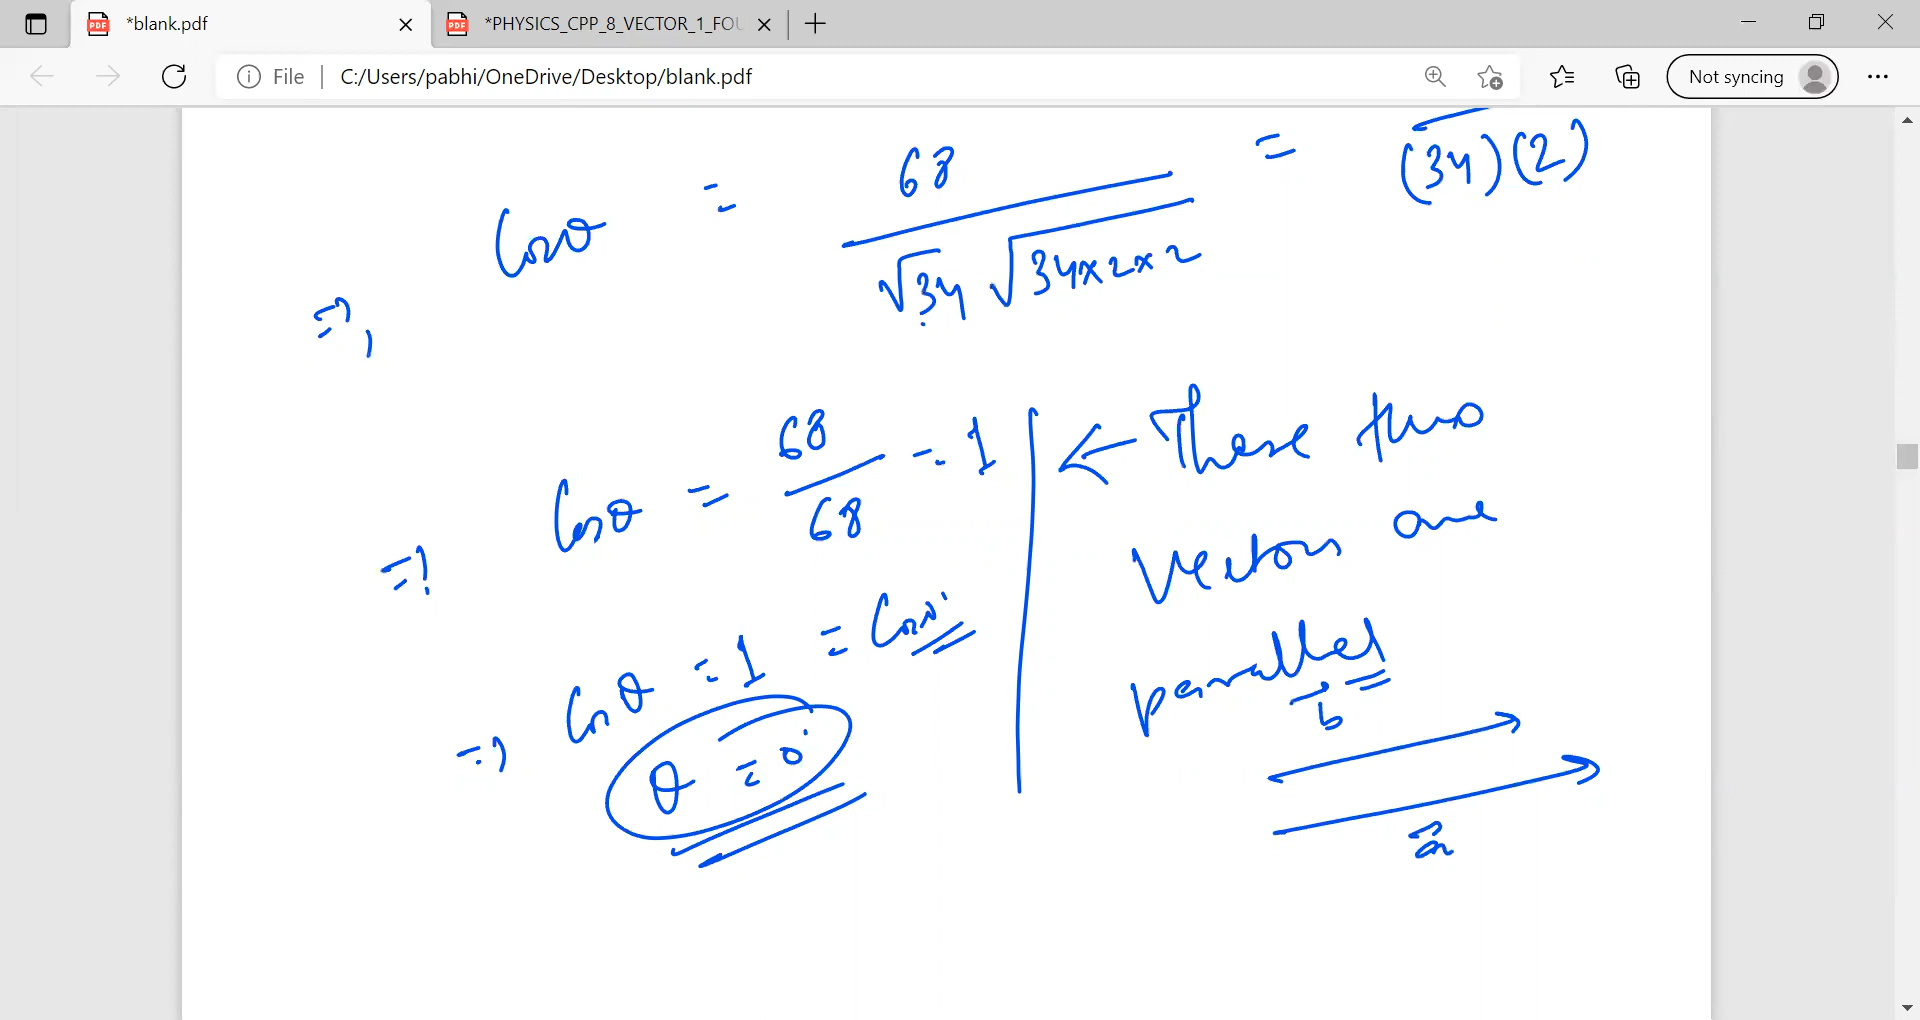 *blank.pdf
*PHYSICS_CPP_8_VECTOR_1_FOU
File | C:/Users/pabhi/OneDrive/Desktop/blank.pdf
Not syncing
Cosθ = 68 / √34 √34×2×2 = (34)(2)
⇒,
Cosθ = 68/68 = 1
⇒
Cosθ = 1 = Cos0°
⇒
θ = 0°
← These two
vectors are
parallel
b⃗
a⃗